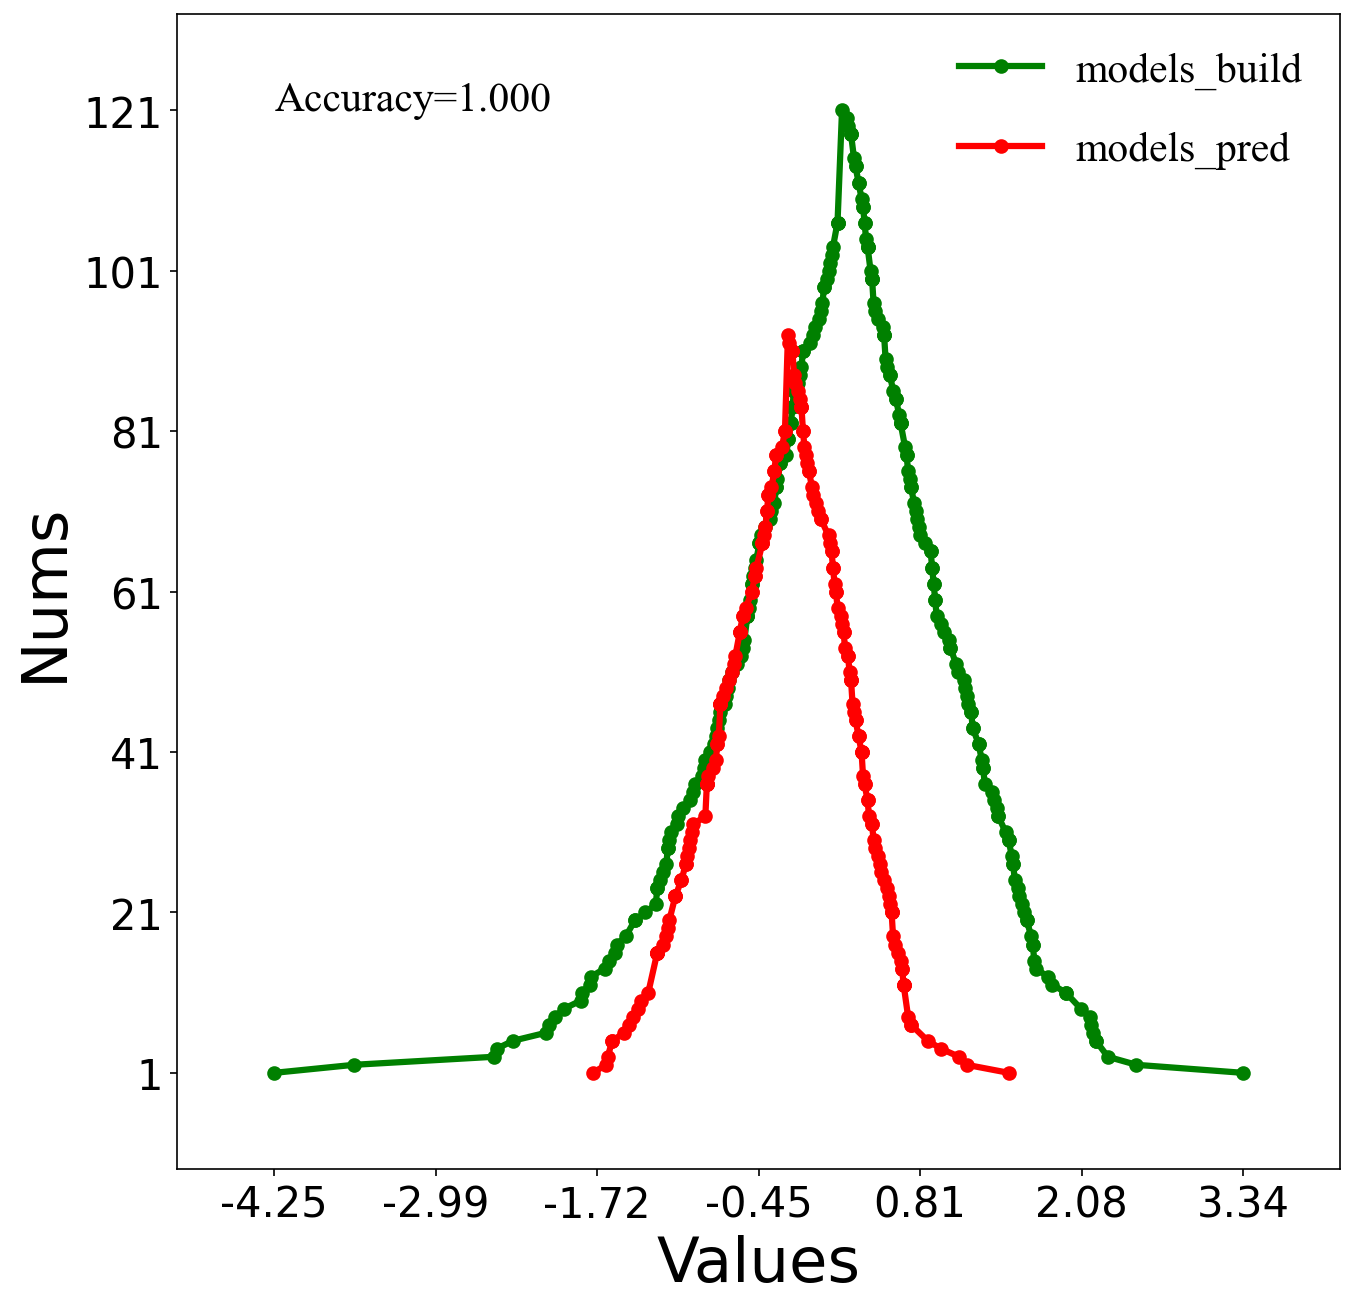 Accuracy=1.000
models_build
models_pred
121
101
81
61
41
21
1
Nums
-4.25 -2.99 -1.72 -0.45 0.81 2.08 3.34
Values